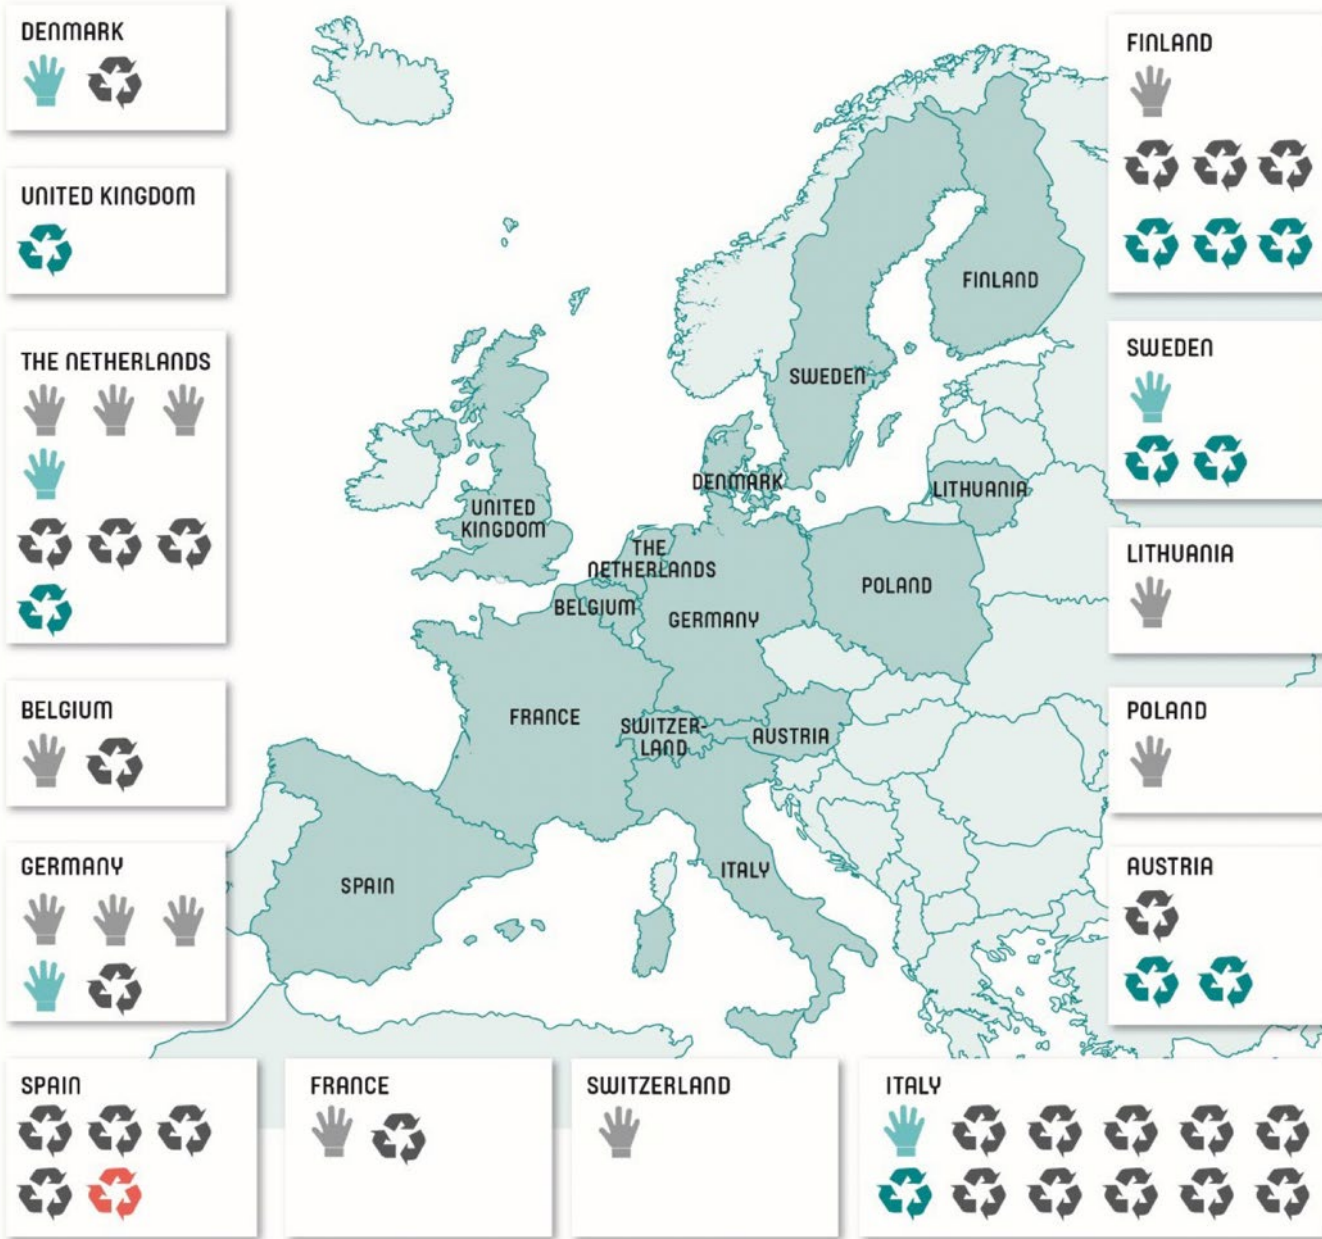 DENMARK
UNITED KINGDOM
THE NETHERLANDS
BELGIUM
GERMANY
SPAIN
FRANCE
SWITZERLAND
ITALY
FINLAND
SWEDEN
LITHUANIA
POLAND
AUSTRIA
FINLAND
SWEDEN
DENMARK
LITHUANIA
UNITED
KINGDOM
THE
NETHERLANDS
POLAND
BELGIUM
GERMANY
FRANCE
SWITZER-
LAND
AUSTRIA
ITALY
SPAIN